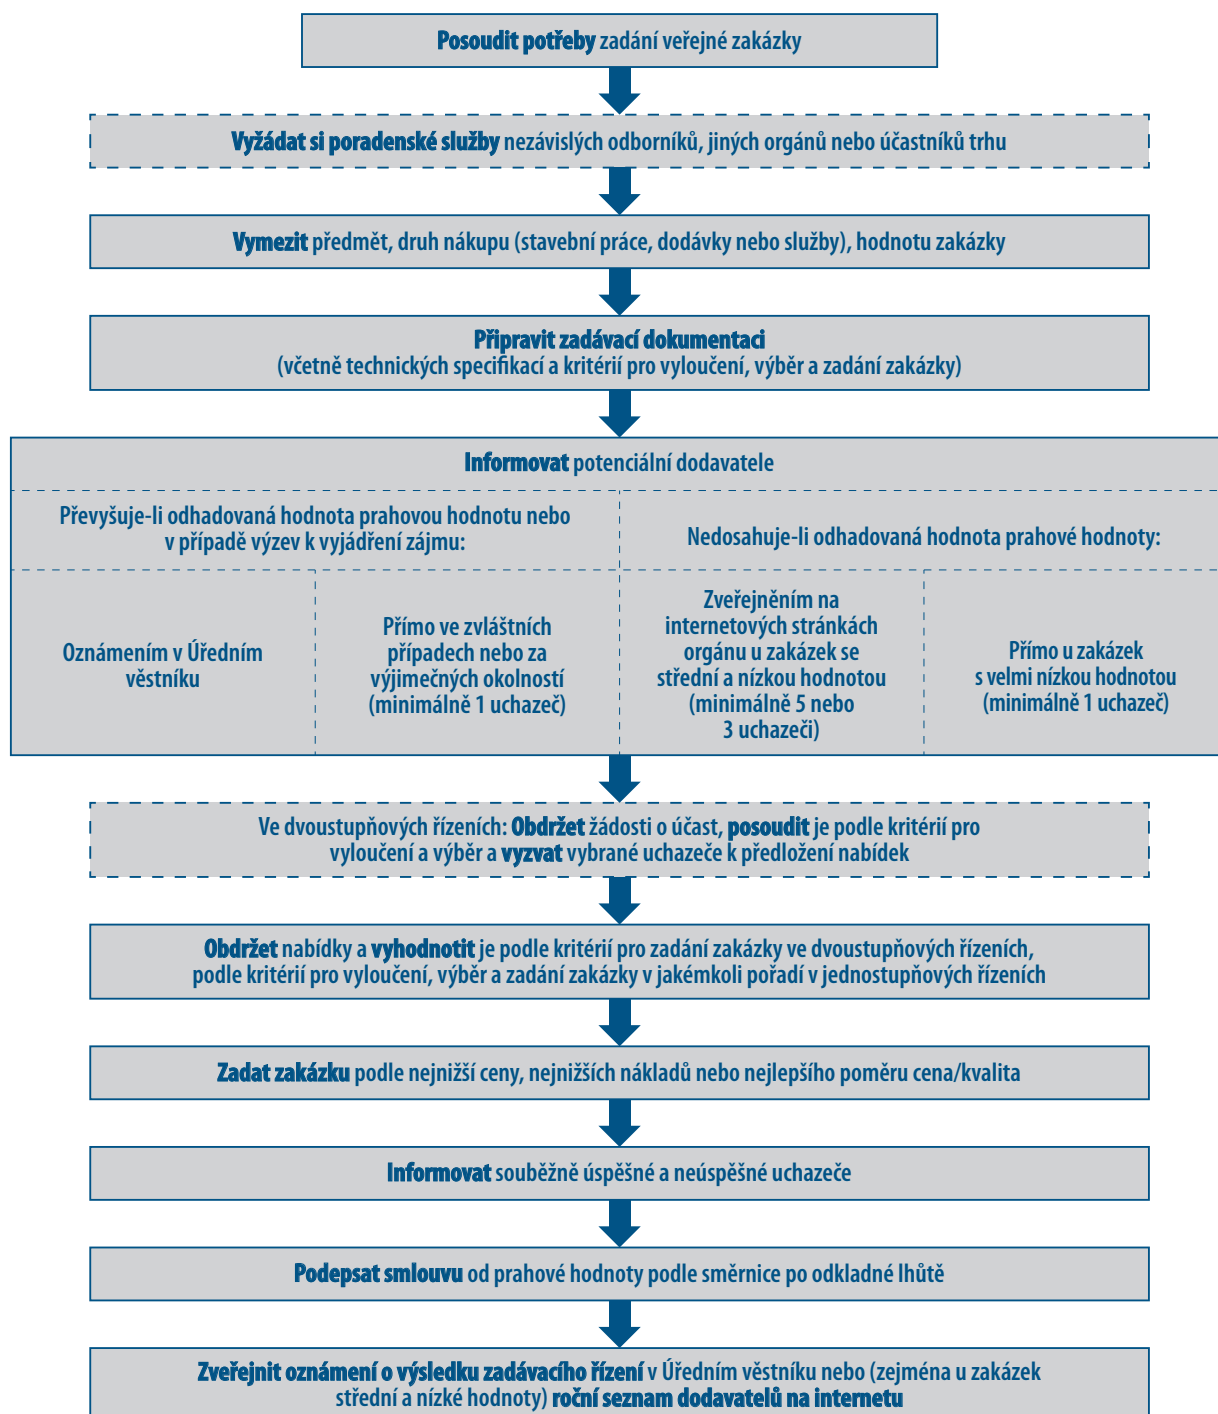 Posoudit potřeby zadání veřejné zakázky
Vyžádat si poradenské služby nezávislých odborníků, jiných orgánů nebo účastníků trhu
Vymezit předmět, druh nákupu (stavební práce, dodávky nebo služby), hodnotu zakázky
Připravit zadávací dokumentaci
(včetně technických specifikací a kritérií pro vyloučení, výběr a zadání zakázky)
Informovat potenciální dodavatele
Převyšuje-li odhadovaná hodnota prahovou hodnotu nebo
v případě výzev k vyjádření zájmu:
Nedosahuje-li odhadovaná hodnota prahové hodnoty:
Oznámením v Úředním
věstníku
Přímo ve zvláštních
případech nebo za
výjimečných okolností
(minimálně 1 uchazeč)
Zveřejněním na
internetových stránkách
orgánu u zakázek se
střední a nízkou hodnotou
(minimálně 5 nebo
3 uchazeči)
Přímo u zakázek
s velmi nízkou hodnotou
(minimálně 1 uchazeč)
Ve dvoustupňových řízeních: Obdržet žádosti o účast, posoudit je podle kritérií pro
vyloučení a výběr a vyzvat vybrané uchazeče k předložení nabídek
Obdržet nabídky a vyhodnotit je podle kritérií pro zadání zakázky ve dvoustupňových řízeních,
podle kritérií pro vyloučení, výběr a zadání zakázky v jakémkoli pořadí v jednostupňových řízeních
Zadat zakázku podle nejnižší ceny, nejnižších nákladů nebo nejlepšího poměru cena/kvalita
Informovat souběžně úspěšné a neúspěšné uchazeče
Podepsat smlouvu od prahové hodnoty podle směrnice po odkladné lhůtě
Zveřejnit oznámení o výsledku zadávacího řízení v Úředním věstníku nebo (zejména u zakázek
střední a nízké hodnoty) roční seznam dodavatelů na internetu